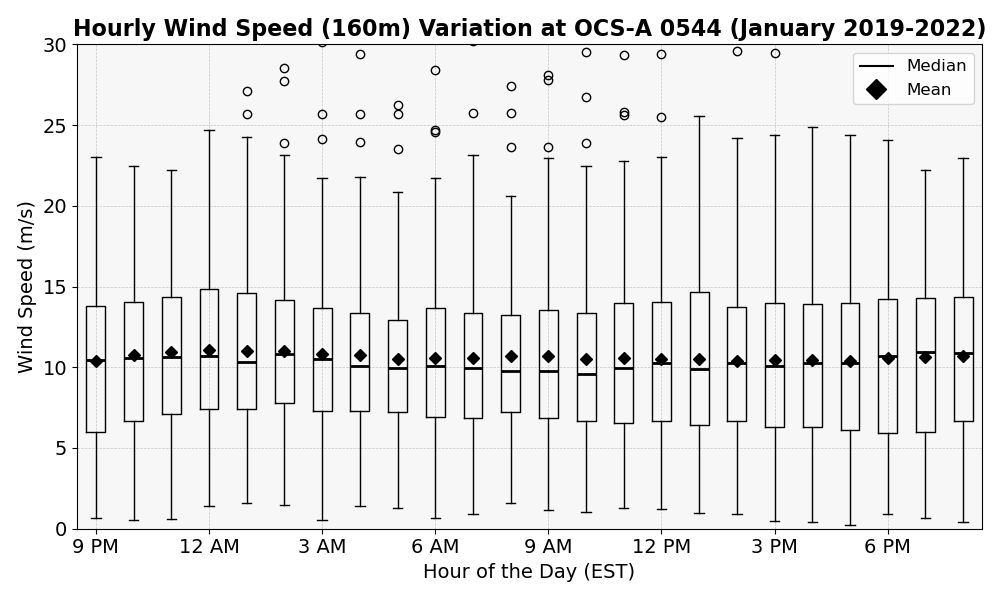 Hourly Wind Speed (160m) Variation at OCS-A 0544 (January 2019-2022)
30
25
20
15
10
5
0
Wind Speed (m/s)
Median
Mean
9 PM 12 AM 3 AM 6 AM 9 AM 12 PM 3 PM 6 PM
Hour of the Day (EST)